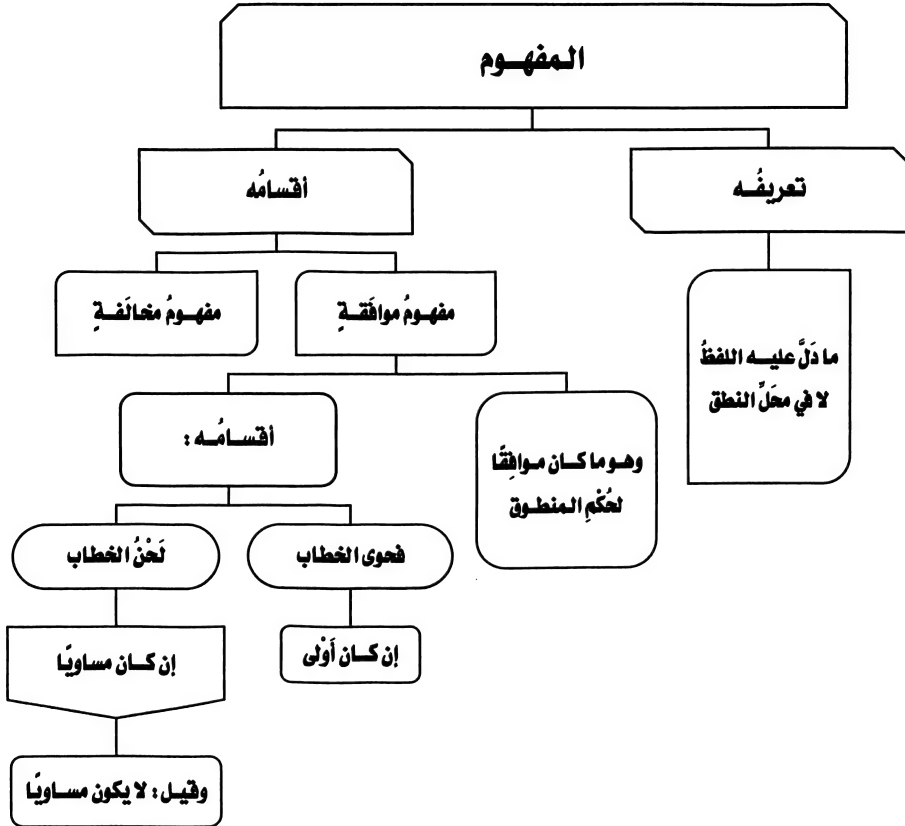 المفهوم
تعريفُه
أقسامُه
ما دَلَّ عليه اللفظُ
لا في محَلِّ النطق
مفهومُ موافَقةٍ
مفهومُ مخالَفةٍ
وهو ما كان موافِقًا
لحُكْمِ المنطوق
أقسامُه :
فحوى الخطاب
لَحْنُ الخطاب
إن كان أَوْلى
إن كان مساويًا
وقيل : لا يكون مساويًا